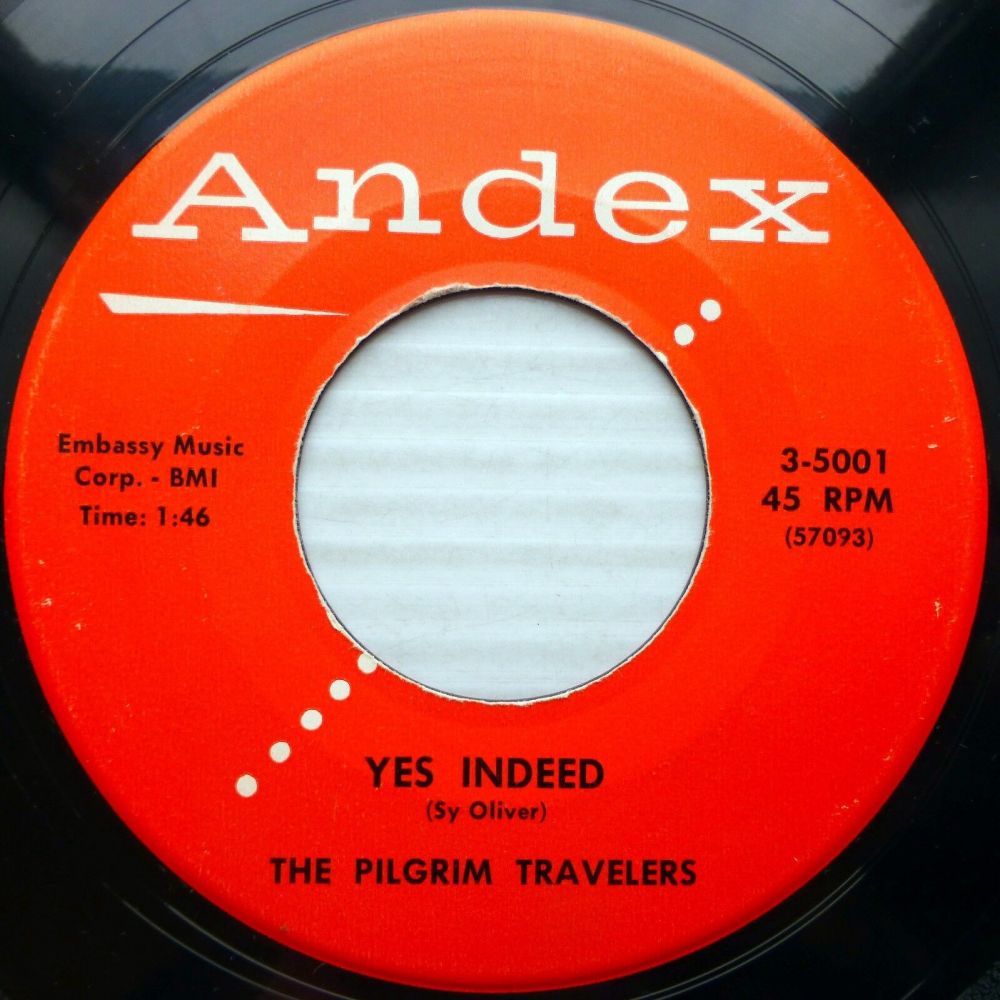 Andex
Embassy Music
Corp. - BMI
Time: 1:46
3-5001
45 RPM
(57093)
YES INDEED
(Sy Oliver)
THE PILGRIM TRAVELERS